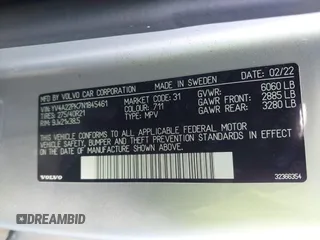 BY: VOLVO CAR CORPORATION MADE IN SWEDEN 02/22
VIN: YV4A22PK7N1845461 GVWR: 6060 LB
TIRES: 275/40R21 MARKET CODE: 31 GAWR FRONT: 2885 LB
RIM: 9JX21X38.5 COLOUR: 711 GAWR REAR: 3280 LB
TYPE: MPV
THIS VEHICLE CONFORMS TO ALL APPLICABLE FEDERAL MOTOR
VEHICLE SAFETY, BUMPER AND THEFT PREVENTION STANDARDS IN EFFECT
ON THE DATE OF MANUFACTURE SHOWN ABOVE.
VOLVO 32366354
DREAMBID